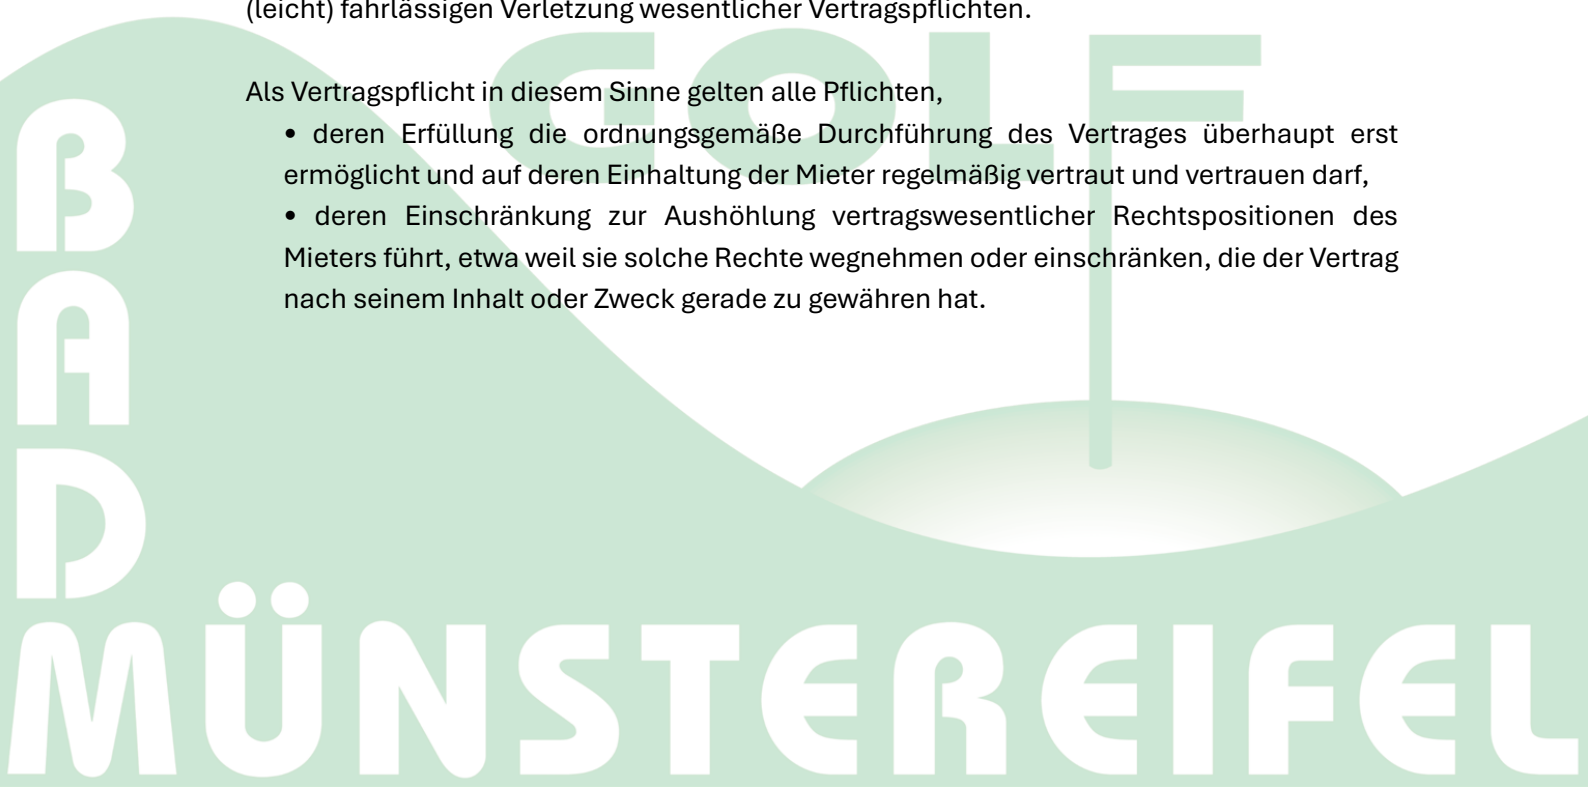 (leicht) fahrlässigen Verletzung wesentlicher Vertragspflichten.
Als Vertragspflicht in diesem Sinne gelten alle Pflichten,
• deren Erfüllung die ordnungsgemäße Durchführung des Vertrages überhaupt erst
ermöglicht und auf deren Einhaltung der Mieter regelmäßig vertraut und vertrauen darf,
• deren Einschränkung zur Aushöhlung vertragswesentlicher Rechtspositionen des
Mieters führt, etwa weil sie solche Rechte wegnehmen oder einschränken, die der Vertrag
nach seinem Inhalt oder Zweck gerade zu gewähren hat.
GOLF
BAD
MÜNSTEREIFEL